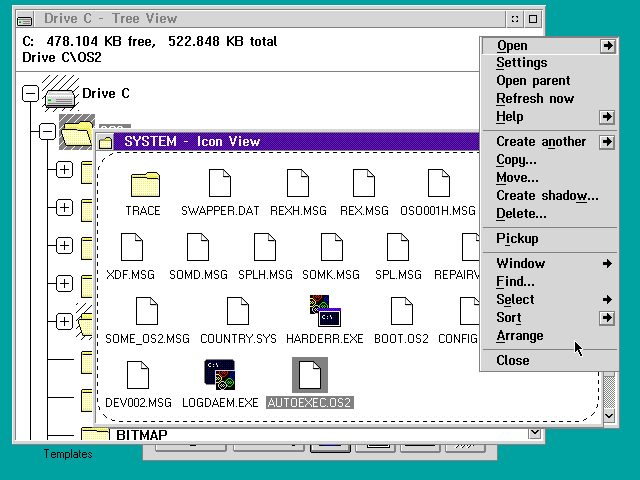 Drive C - Tree View
C: 478.104 KB free, 522.848 KB total
Drive C\OS2
Drive C
SYSTEM - Icon View
TRACE SWAPPER.DAT REXH.MSG REX.MSG OSO001H.MSG
XDF.MSG SOMD.MSG SPLH.MSG SOMK.MSG SPL.MSG REPAIRV
SOME_OS2.MSG COUNTRY.SYS HARDERR.EXE BOOT.OS2 CONFIG
DEV002.MSG LOGDAEM.EXE AUTOEXEC.OS2
BITMAP
Templates
Open
Settings
Open parent
Refresh now
Help
Create another
Copy...
Move...
Create shadow...
Delete...
Pickup
Window
Find...
Select
Sort
Arrange
Close